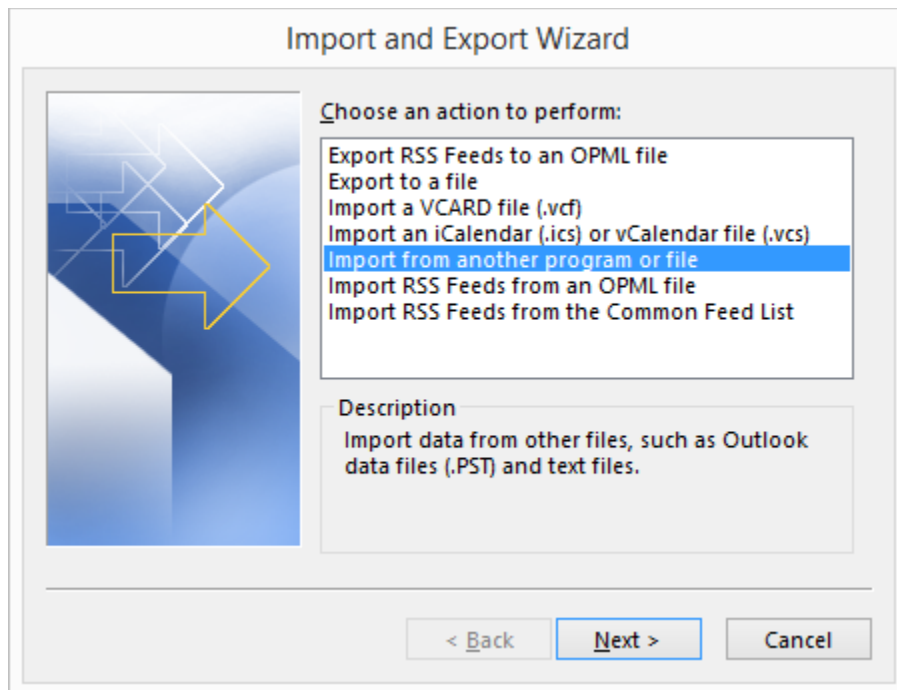 Import and Export Wizard
Choose an action to perform:
Export RSS Feeds to an OPML file
Export to a file
Import a VCARD file (.vcf)
Import an iCalendar (.ics) or vCalendar file (.vcs)
Import from another program or file
Import RSS Feeds from an OPML file
Import RSS Feeds from the Common Feed List
Description
Import data from other files, such as Outlook
data files (.PST) and text files.
< Back Next > Cancel